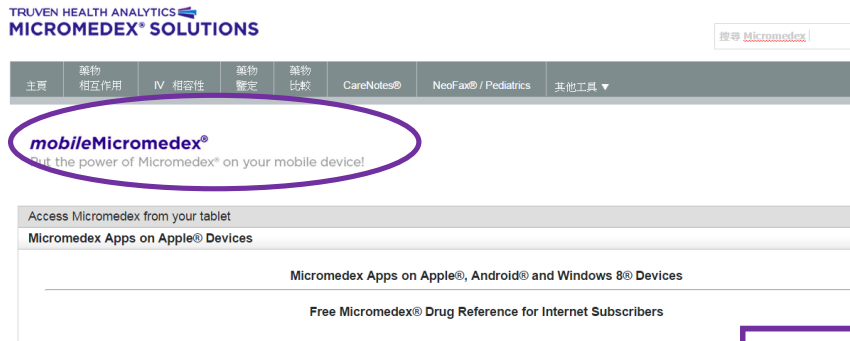 TRUVEN HEALTH ANALYTICS
MICROMEDEX® SOLUTIONS
搜尋 Micromedex
主頁
藥物
相互作用
IV 相容性
藥物
鑒定
藥物
比較
CareNotes®
NeoFax® / Pediatrics
其他工具 ▼
mobileMicromedex®
Put the power of Micromedex® on your mobile device!
Access Micromedex from your tablet
Micromedex Apps on Apple® Devices
Micromedex Apps on Apple®, Android® and Windows 8® Devices
Free Micromedex® Drug Reference for Internet Subscribers